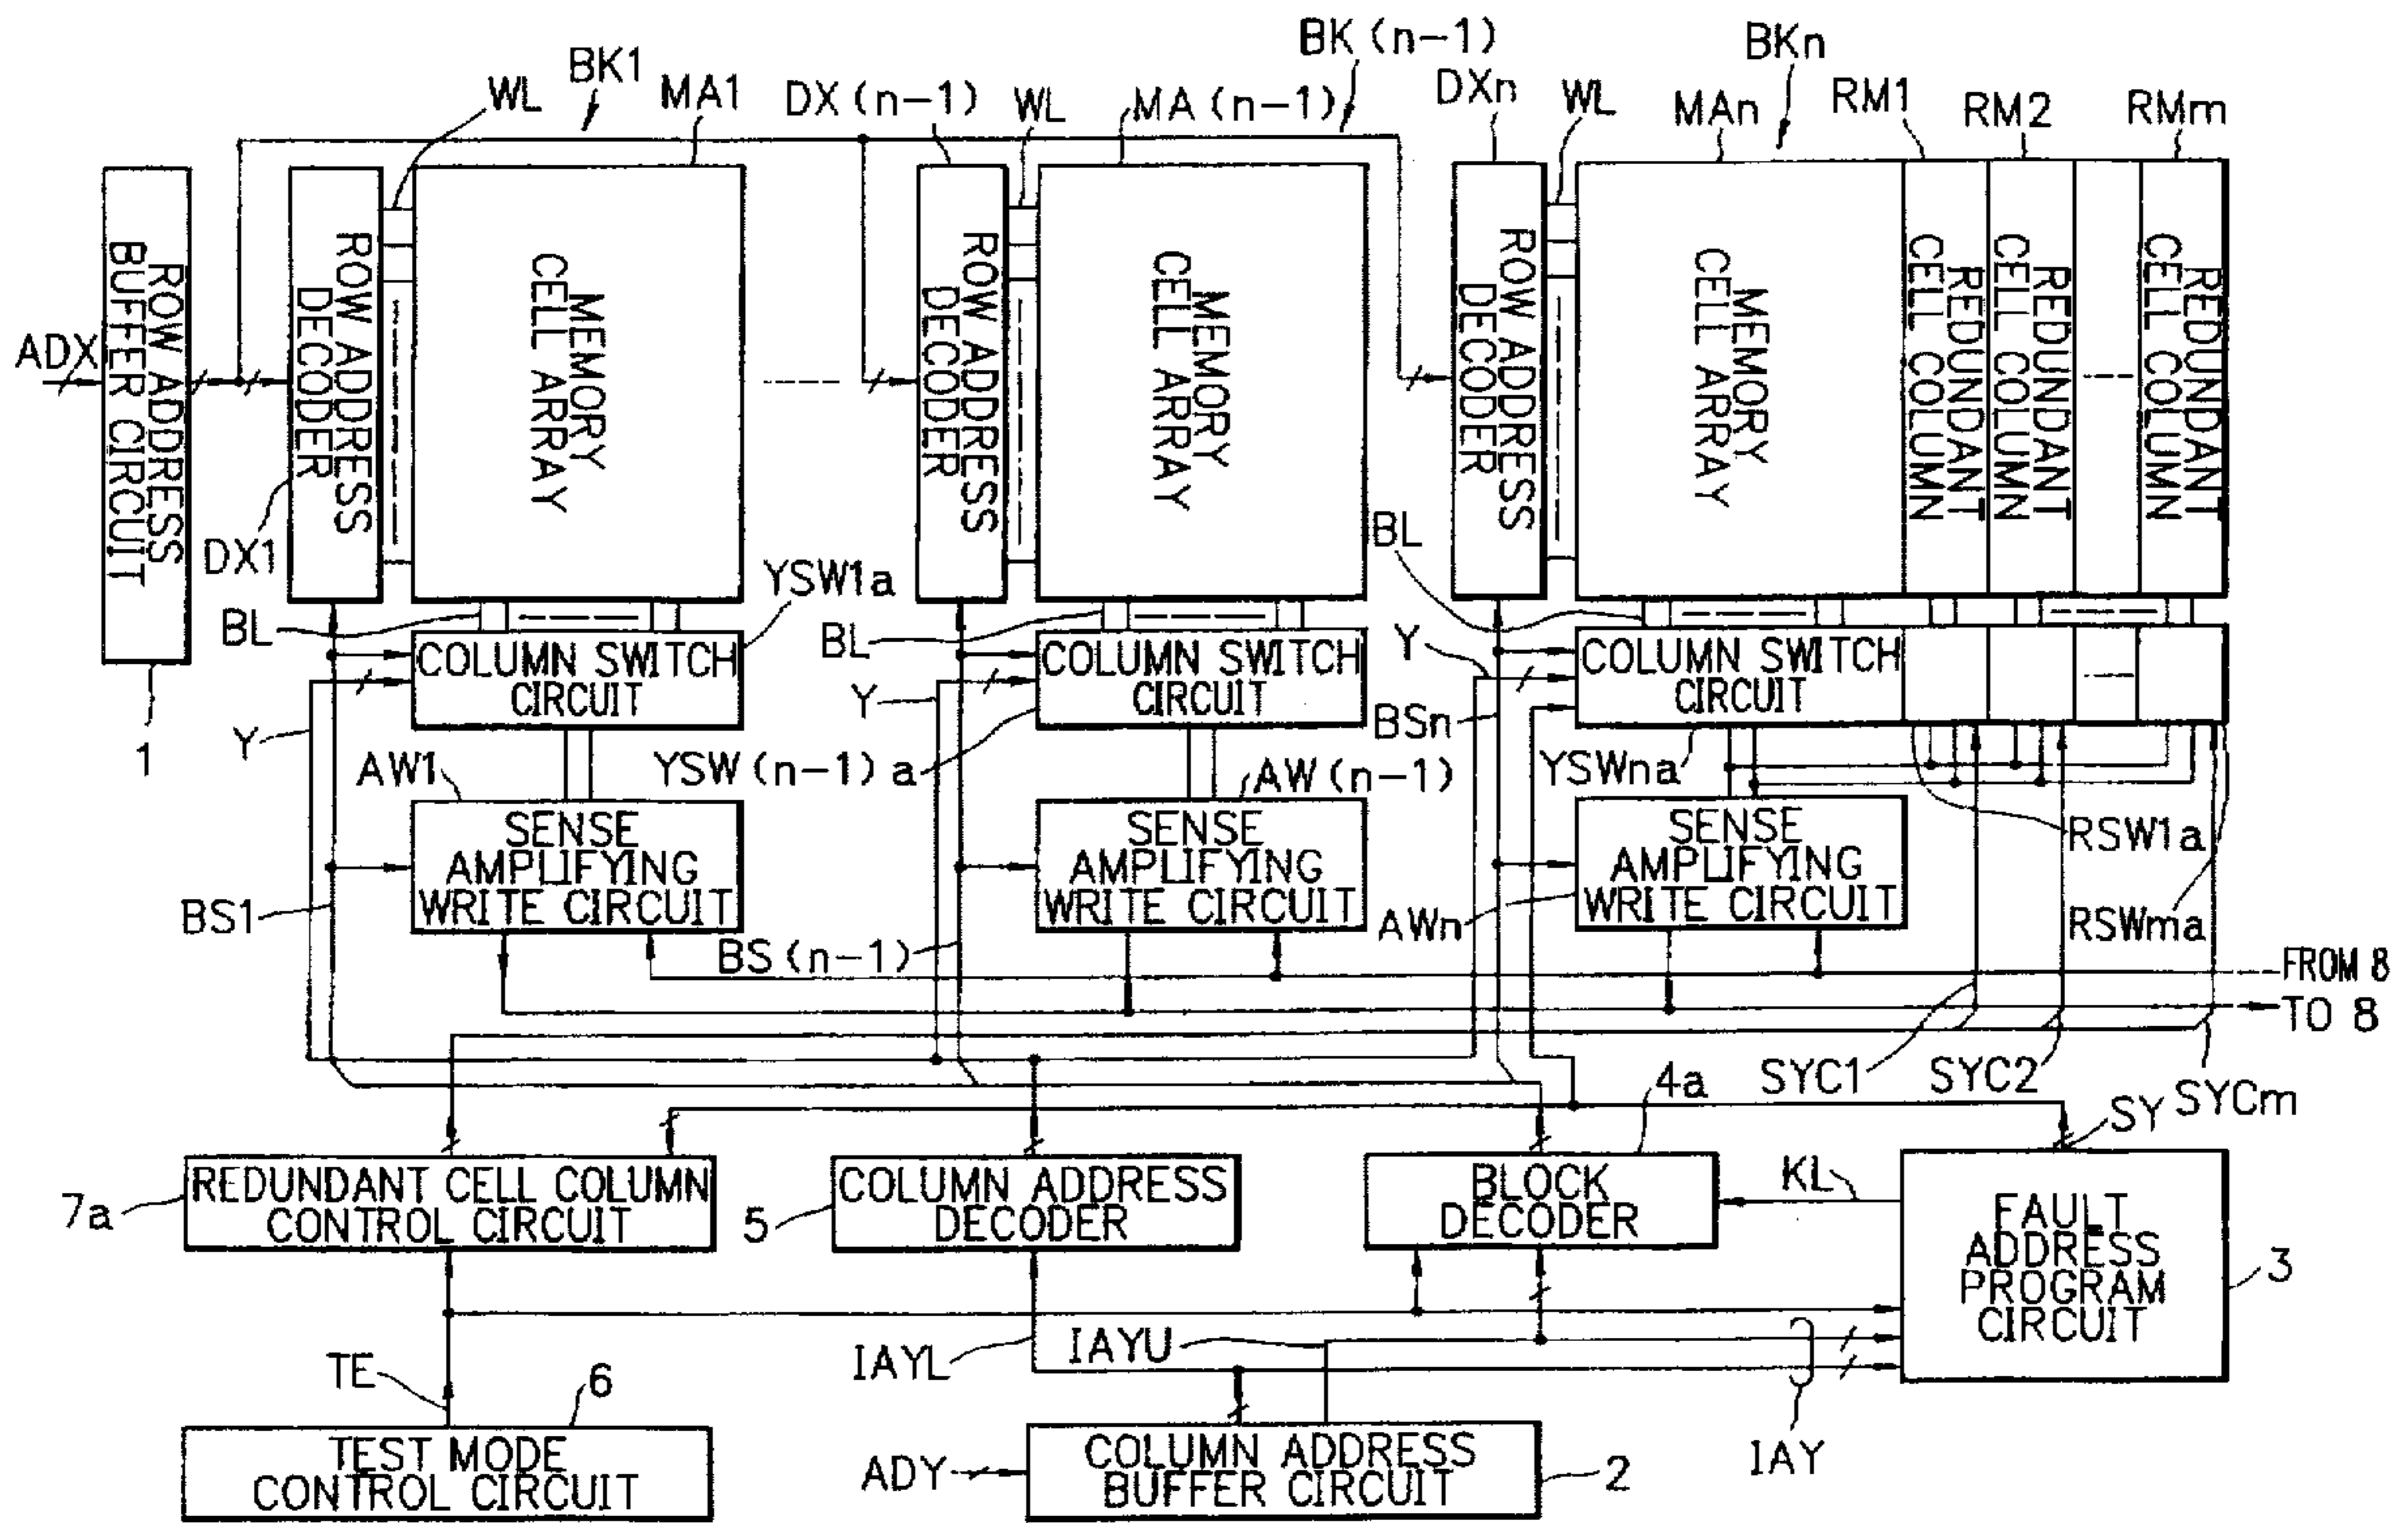 BK1
BK (n-1)
BKn
WL
MA1
DX (n-1)
WL
MA (n-1)
DXn
WL
MAn
RM1
RM2
RMm
ADX
ROW ADDRESS
BUFFER CIRCUIT
ROW ADDRESS
DECODER
MEMORY
CELL ARRAY
ROW ADDRESS
DECODER
MEMORY
CELL ARRAY
ROW ADDRESS
DECODER
MEMORY
CELL ARRAY
REDUNDANT
CELL COLUMN
REDUNDANT
CELL COLUMN
REDUNDANT
CELL COLUMN
DX1
1
BL
YSW1a
BL
BL
Y
COLUMN SWITCH
CIRCUIT
COLUMN SWITCH
CIRCUIT
COLUMN SWITCH
CIRCUIT
Y
Y
BSn
AW1
YSW (n-1) a
AW (n-1)
YSWna
SENSE
AMPLIFYING
WRITE CIRCUIT
SENSE
AMPLIFYING
WRITE CIRCUIT
SENSE
AMPLIFYING
WRITE CIRCUIT
RSW1a
BS1
BS (n-1)
AWn
RSWma
FROM 8
TO 8
SYC1
SYC2
SYCm
4a
SY
7a
REDUNDANT CELL COLUMN
CONTROL CIRCUIT
5
COLUMN ADDRESS
DECODER
BLOCK
DECODER
KL
FAULT
ADDRESS
PROGRAM
CIRCUIT
3
IAYL
IAYU
IAY
TE
6
TEST MODE
CONTROL CIRCUIT
ADY
COLUMN ADDRESS
BUFFER CIRCUIT
2